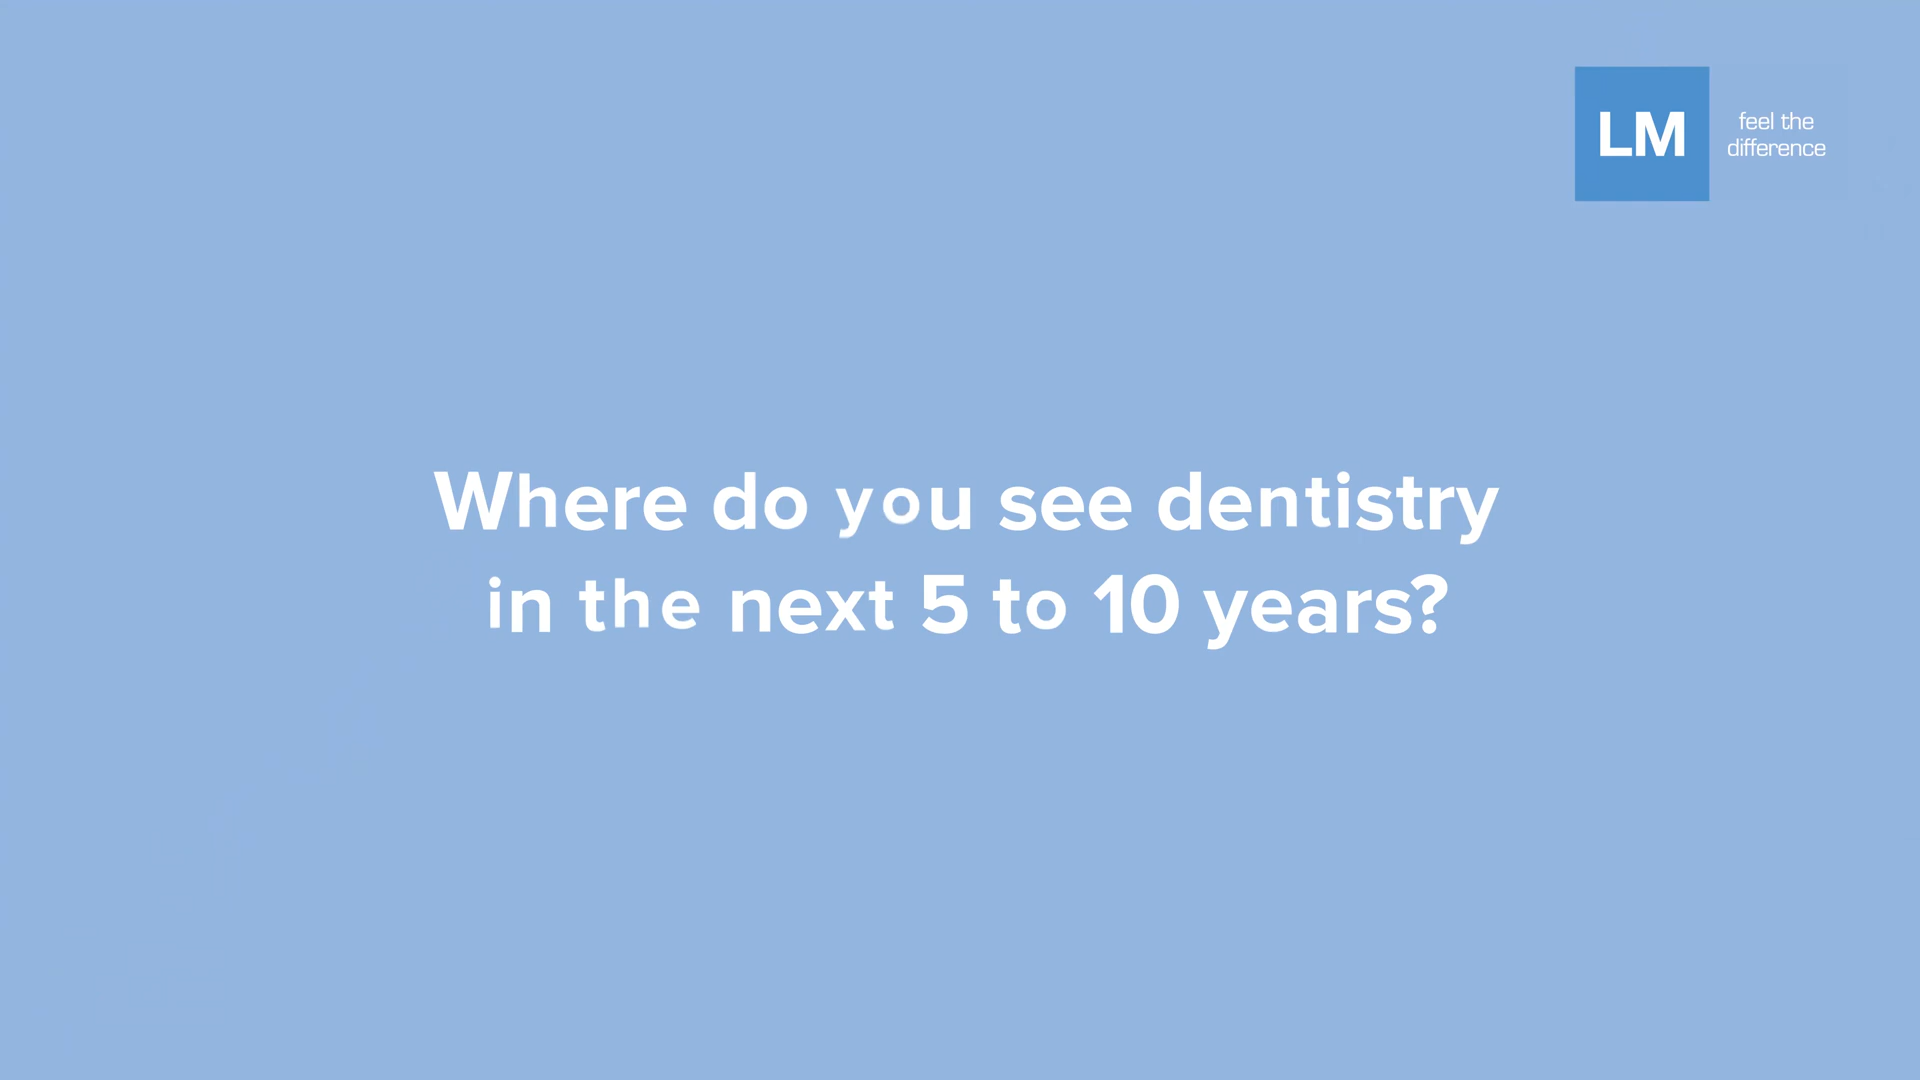 LM
feel the
difference
Where do you see dentistry
in the next 5 to 10 years?